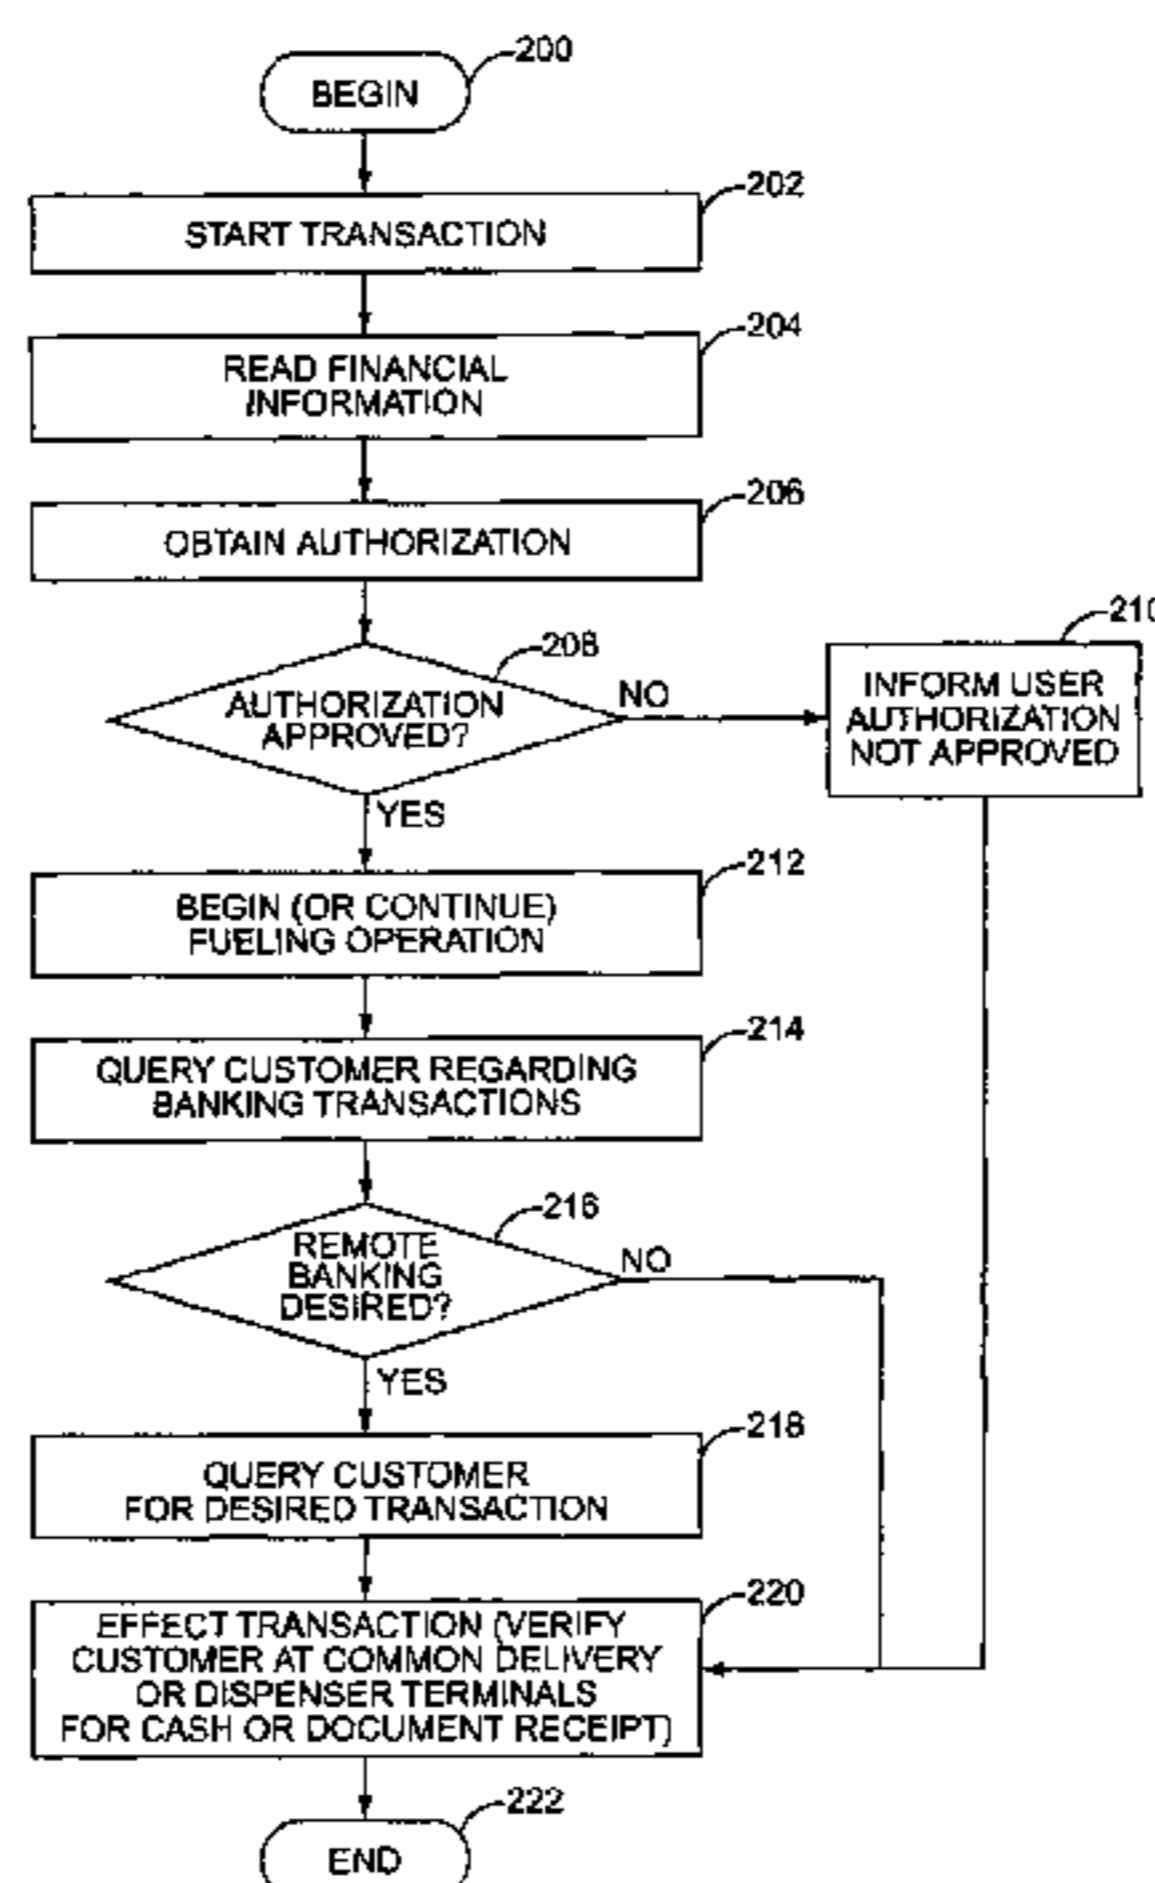 200
BEGIN
202
START TRANSACTION
204
READ FINANCIAL
INFORMATION
206
OBTAIN AUTHORIZATION
208
AUTHORIZATION
APPROVED?
NO
210
INFORM USER
AUTHORIZATION
NOT APPROVED
YES
212
BEGIN (OR CONTINUE)
FUELING OPERATION
214
QUERY CUSTOMER REGARDING
BANKING TRANSACTIONS
216
REMOTE
BANKING
DESIRED?
NO
YES
218
QUERY CUSTOMER
FOR DESIRED TRANSACTION
220
EFFECT TRANSACTION (VERIFY
CUSTOMER AT COMMON DELIVERY
OR DISPENSER TERMINALS
FOR CASH OR DOCUMENT RECEIPT)
222
END